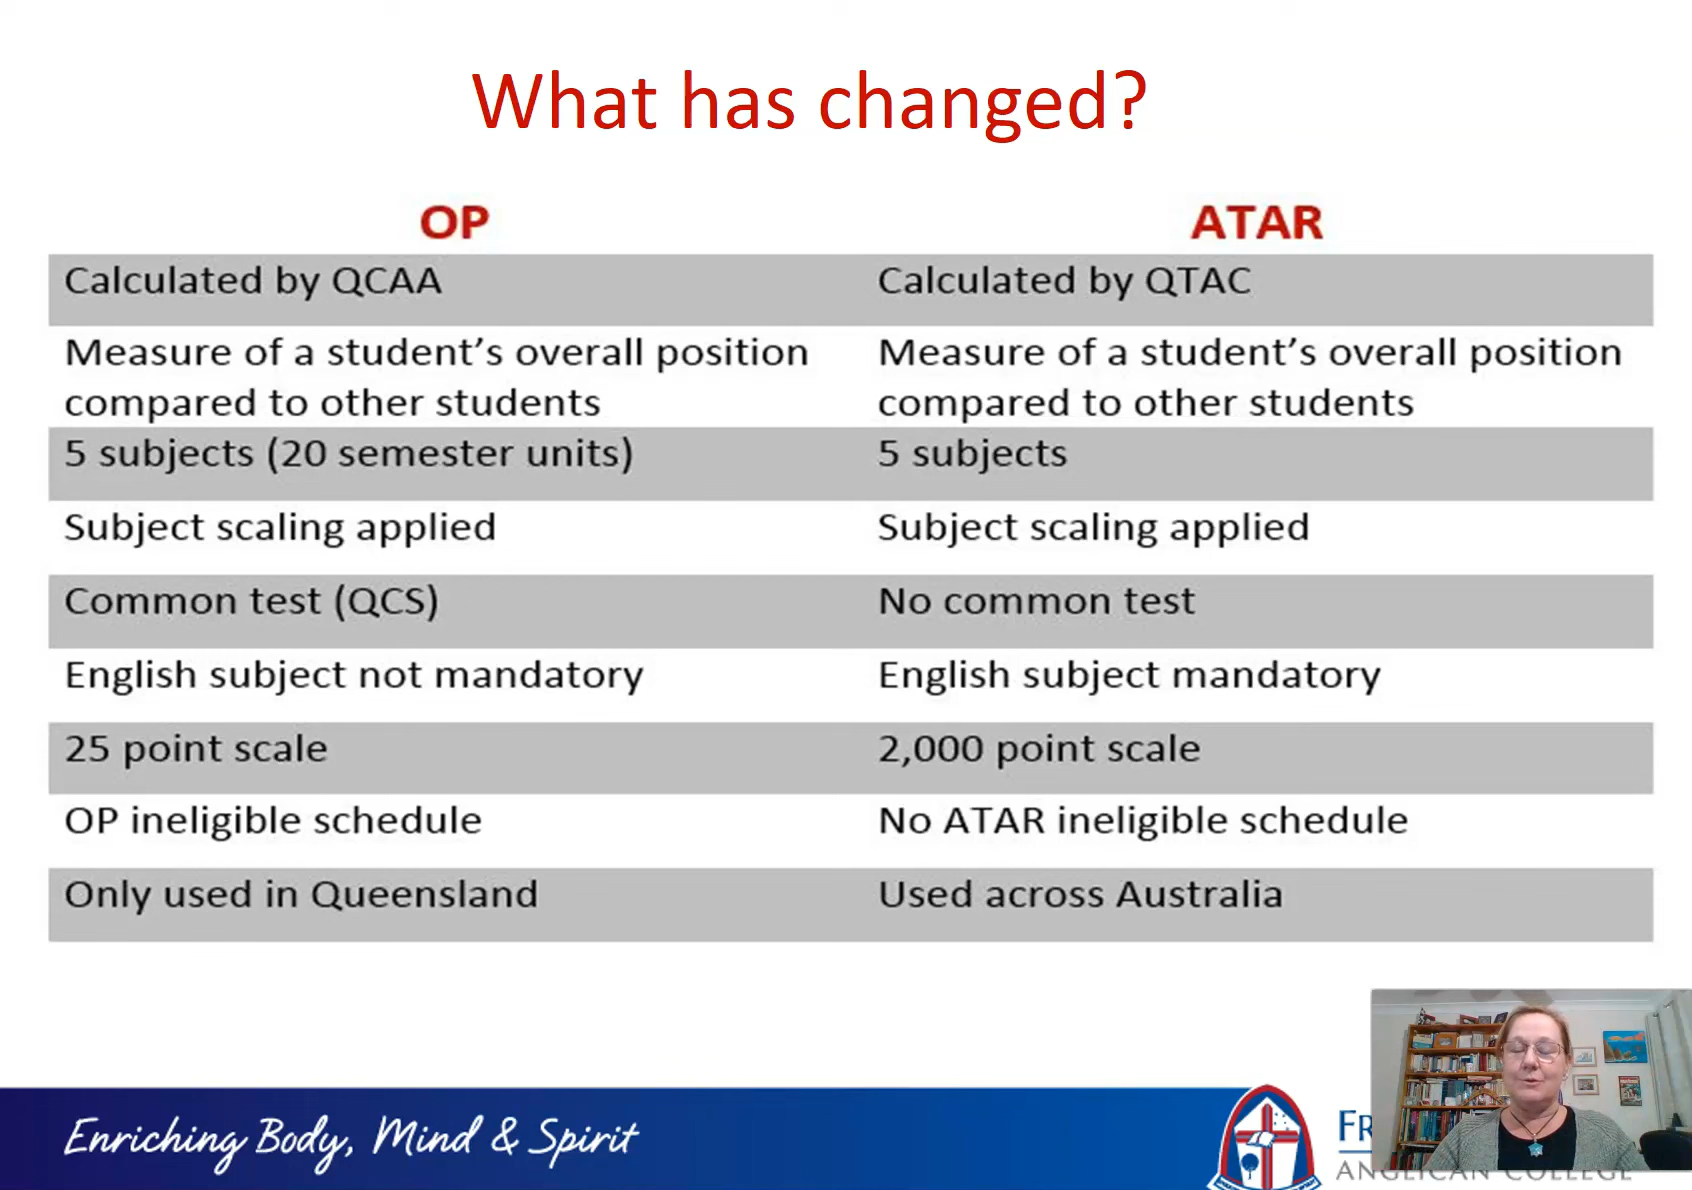 What has changed?
OP
ATAR
Calculated by QCAA
Calculated by QTAC
Measure of a student’s overall position
compared to other students
Measure of a student’s overall position
compared to other students
5 subjects (20 semester units)
5 subjects
Subject scaling applied
Subject scaling applied
Common test (QCS)
No common test
English subject not mandatory
English subject mandatory
25 point scale
2,000 point scale
OP ineligible schedule
No ATAR ineligible schedule
Only used in Queensland
Used across Australia
Enriching Body, Mind & Spirit
ANGLICAN COLLEGE